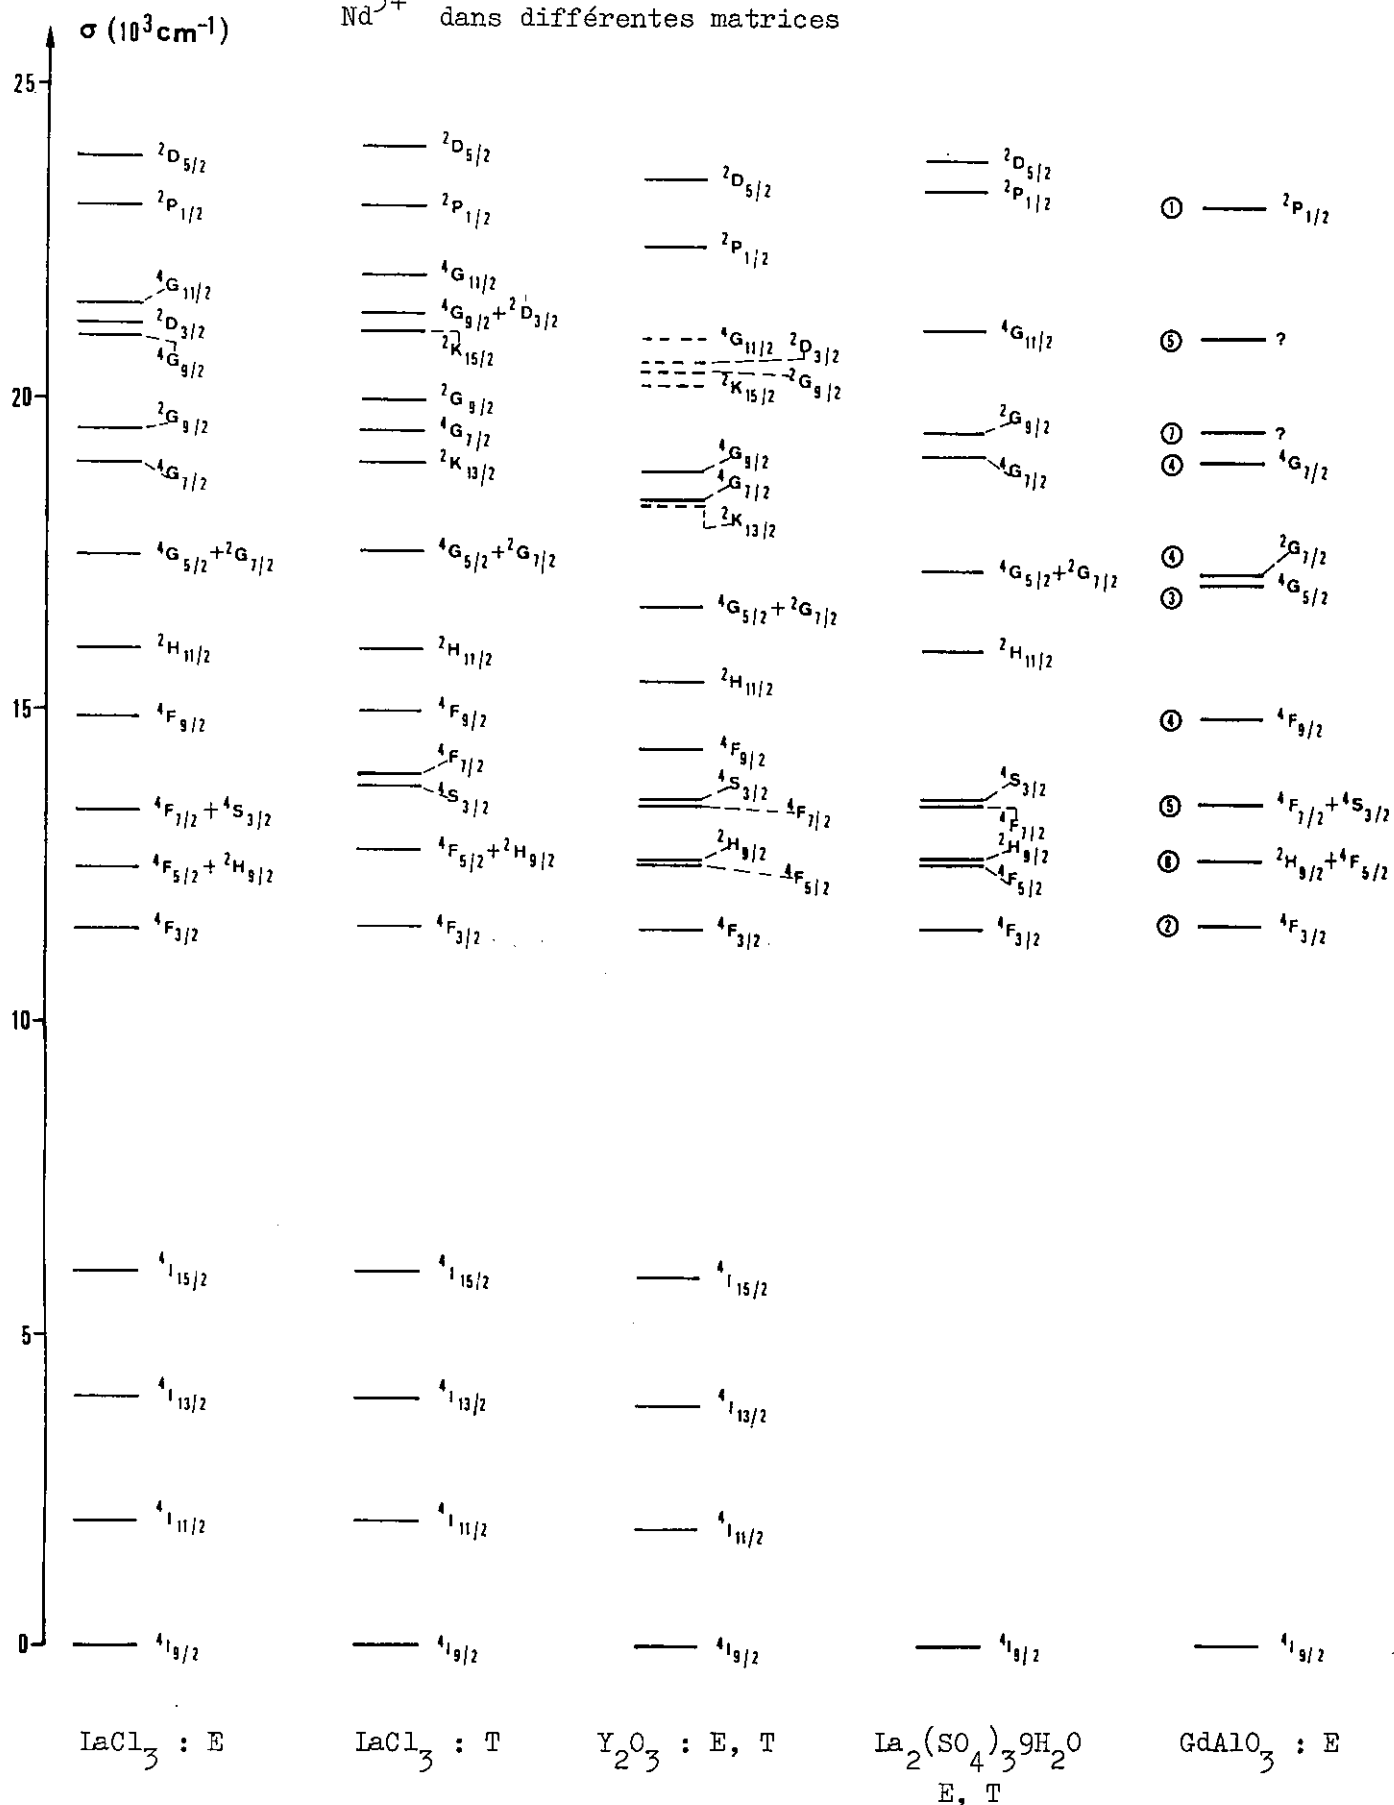 Nd3+ dans différentes matrices
σ (10³cm⁻¹)
25
20
15
10
5
0
²D5/2
²P1/2
⁴G11/2
²D3/2
⁴G9/2
²G9/2
⁴G7/2
⁴G5/2+²G7/2
²H11/2
⁴F9/2
⁴F7/2+⁴S3/2
⁴F5/2+²H9/2
⁴F3/2
⁴I15/2
⁴I13/2
⁴I11/2
⁴I9/2
LaCl3 : E
²D5/2
²P1/2
⁴G11/2
⁴G9/2+²D3/2
²K15/2
²G9/2
⁴G7/2
²K13/2
⁴G5/2+²G7/2
²H11/2
⁴F9/2
⁴F7/2
⁴S3/2
⁴F5/2+²H9/2
⁴F3/2
⁴I15/2
⁴I13/2
⁴I11/2
⁴I9/2
LaCl3 : T
²D5/2
²P1/2
⁴G11/2
²D3/2
²G9/2
²K15/2
⁴G9/2
⁴G7/2
²K13/2
⁴G5/2+²G7/2
²H11/2
⁴F9/2
⁴S3/2
⁴F7/2
²H9/2
⁴F5/2
⁴F3/2
⁴I15/2
⁴I13/2
⁴I11/2
⁴I9/2
Y2O3 : E, T
²D5/2
²P1/2
⁴G11/2
²G9/2
⁴G7/2
⁴G5/2+²G7/2
²H11/2
⁴S3/2
⁴F7/2
²H9/2
⁴F5/2
⁴F3/2
⁴I9/2
La2(SO4)39H2O
E, T
① ²P1/2
⑤ ?
⑦ ?
④ ⁴G7/2
④ ²G7/2
③ ⁴G5/2
④ ⁴F9/2
⑤ ⁴F7/2+⁴S3/2
⑥ ²H9/2+⁴F5/2
② ⁴F3/2
⁴I9/2
GdAlO3 : E